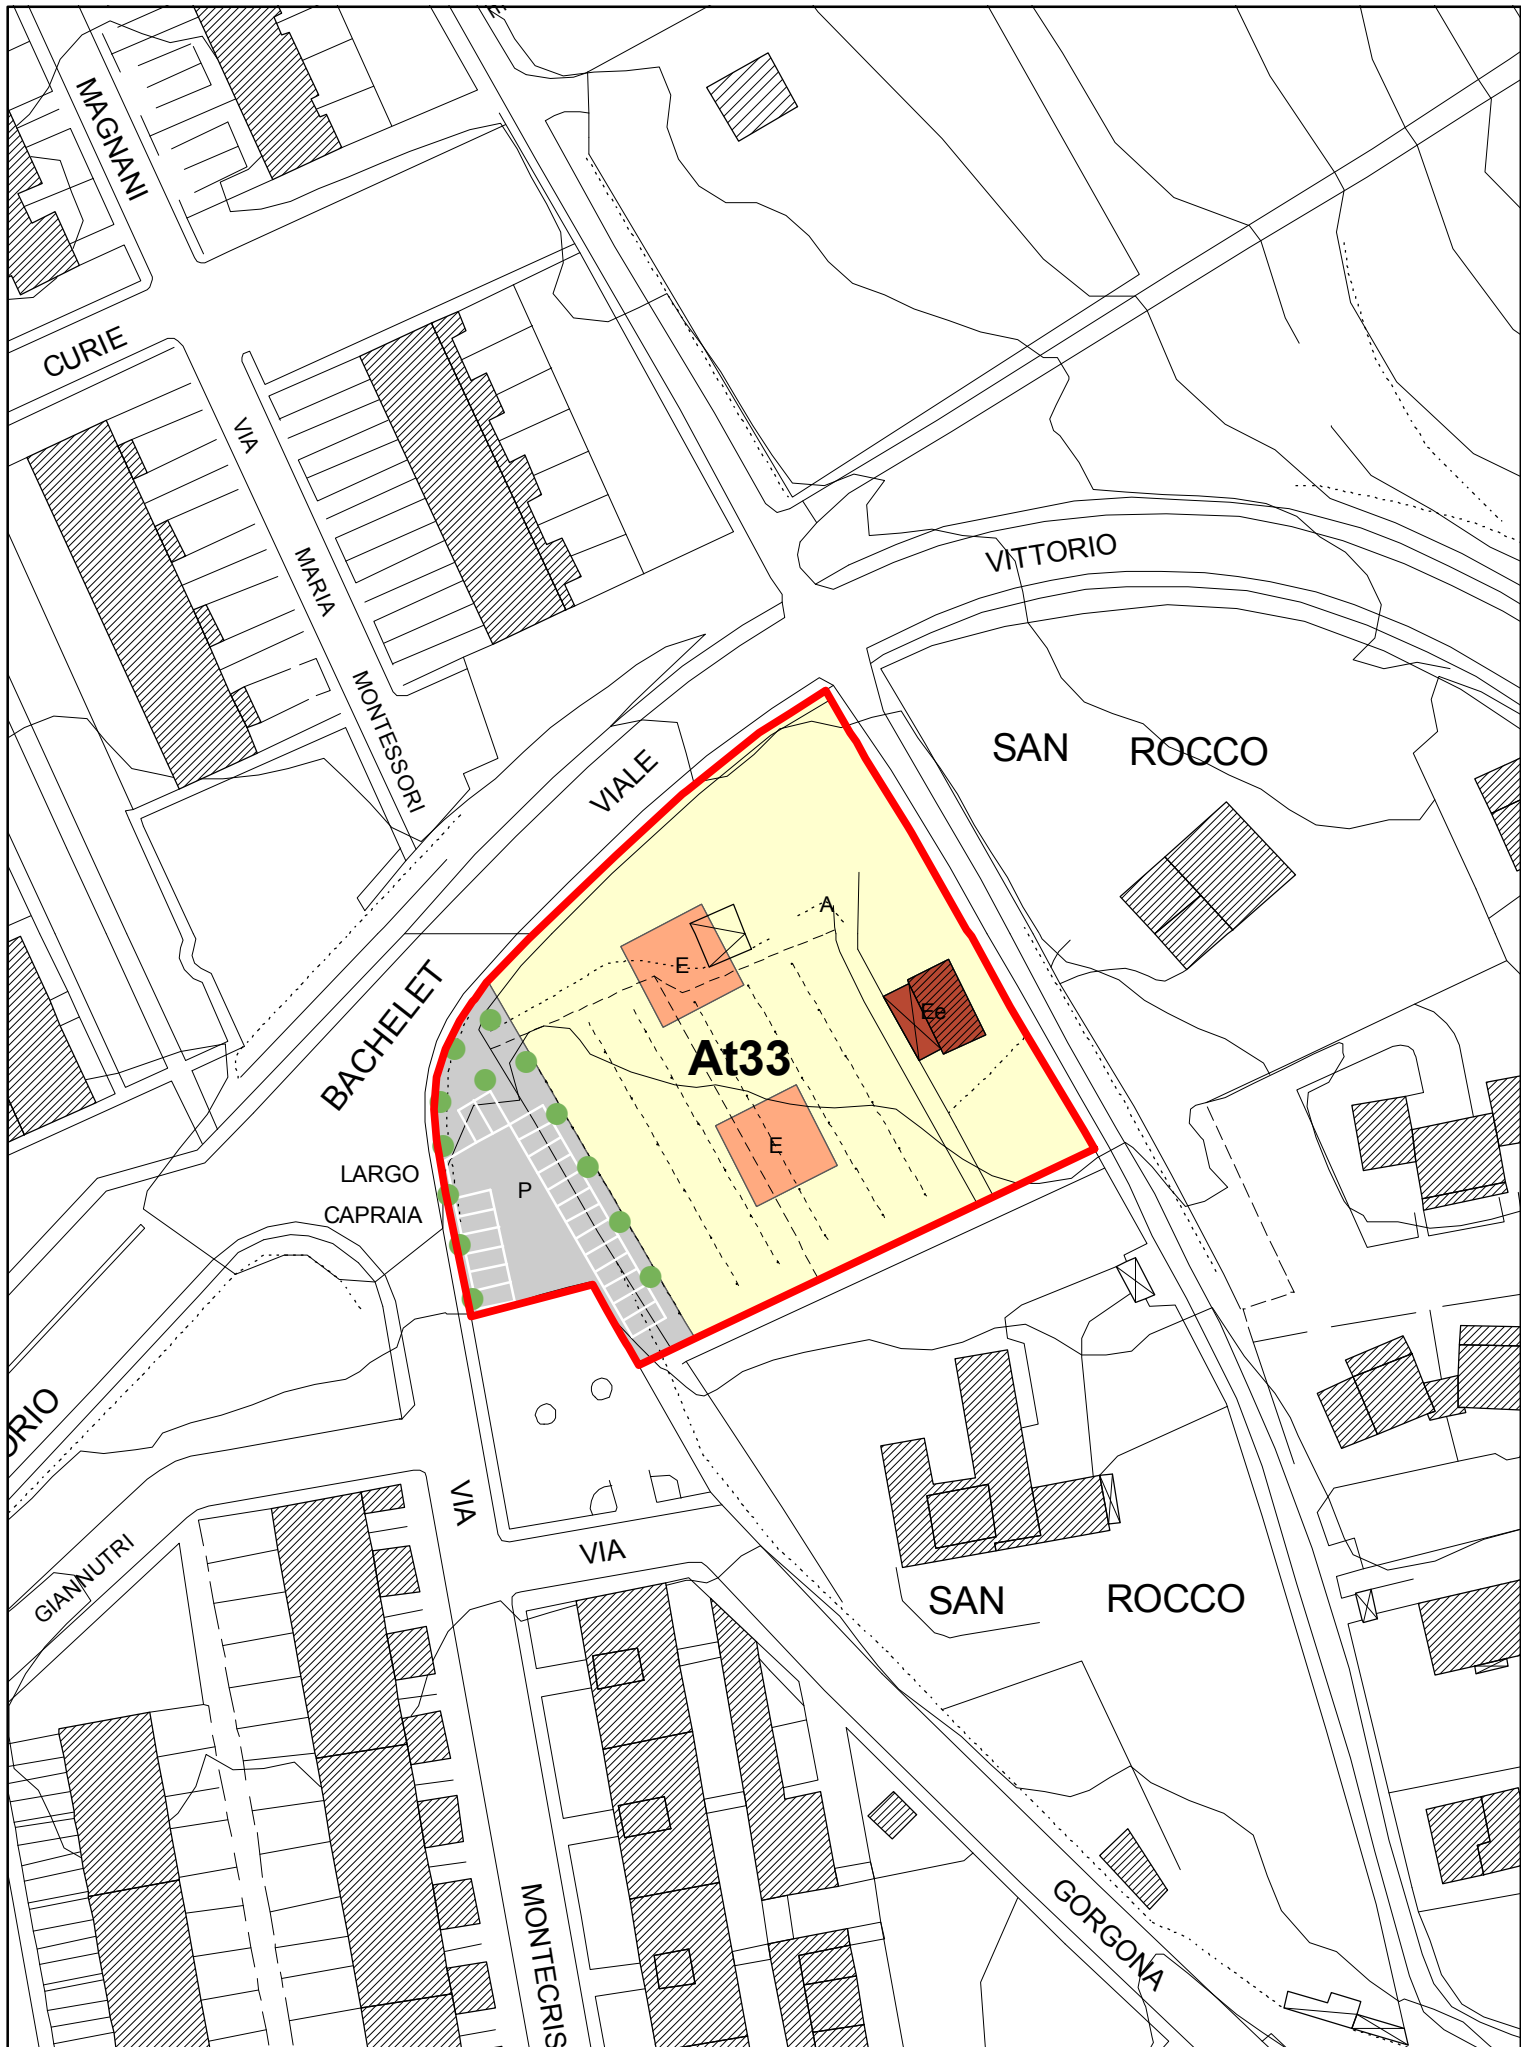 MAGNANI
CURIE
VIA
MARIA
MONTESSORI
VITTORIO
VIALE
BACHELET
SAN ROCCO
A
E
Ee
At33
E
P
LARGO
CAPRAIA
ORIO
GIANNUTRI
VIA
VIA
SAN ROCCO
MONTECRIS
GORGONA